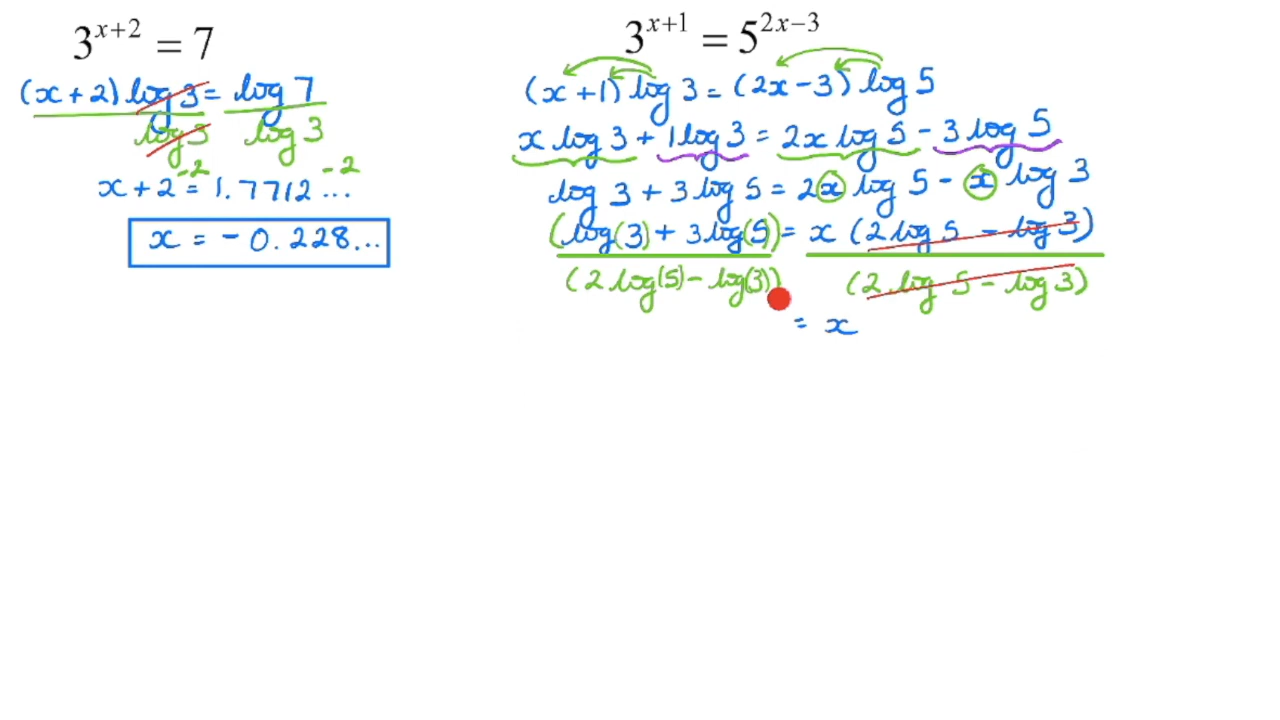 3^{x+2} = 7
(x + 2) log 3 = log 7
log 3 log 3
-2 -2
x + 2 = 1.7712...
x = -0.228...
3^{x+1} = 5^{2x-3}
(x + 1) log 3 = (2x - 3) log 5
x log 3 + 1 log 3 = 2x log 5 - 3 log 5
log 3 + 3 log 5 = 2x log 5 - x log 3
(log(3) + 3 log(5)) = x (2 log 5 - log 3)
(2 log(5) - log(3)) (2 log 5 - log 3)
= x